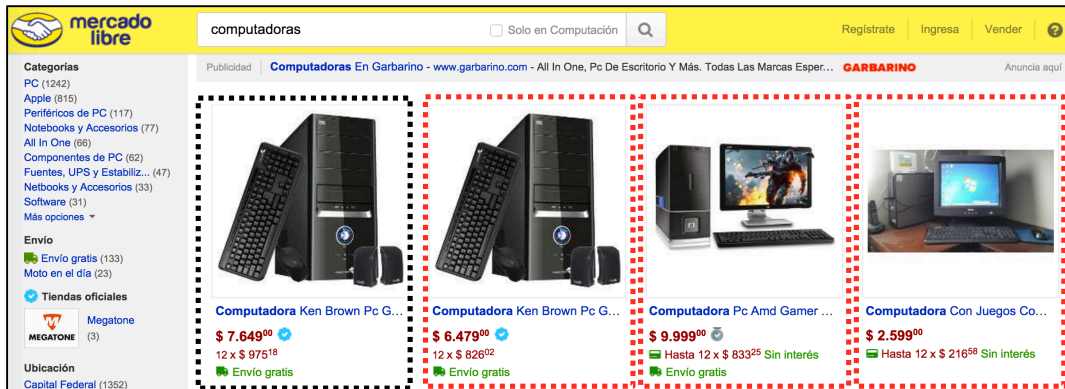 mercado
libre
computadoras
Solo en Computación
Regístrate
Ingresa
Vender
?
Publicidad
Computadoras En Garbarino - www.garbarino.com - All In One, Pc De Escritorio Y Más. Todas Las Marcas Esper...
GARBARINO
Anuncia aquí
Categorías
PC (1242)
Apple (815)
Periféricos de PC (117)
Notebooks y Accesorios (77)
All In One (66)
Componentes de PC (62)
Fuentes, UPS y Estabiliz... (47)
Netbooks y Accesorios (33)
Software (31)
Más opciones
Envío
Envío gratis (133)
Moto en el día (23)
Tiendas oficiales
MEGATONE
Megatone
(3)
Ubicación
Capital Federal (1352)
Computadora Ken Brown Pc G...
$ 7.649⁰⁰
12 x $ 975¹⁸
Envío gratis
Computadora Ken Brown Pc G...
$ 6.479⁰⁰
12 x $ 826⁰²
Envío gratis
Computadora Pc Amd Gamer ...
$ 9.999⁰⁰
Hasta 12 x $ 833²⁵ Sin interés
Envío gratis
Computadora Con Juegos Co...
$ 2.599⁰⁰
Hasta 12 x $ 216⁵⁸ Sin interés